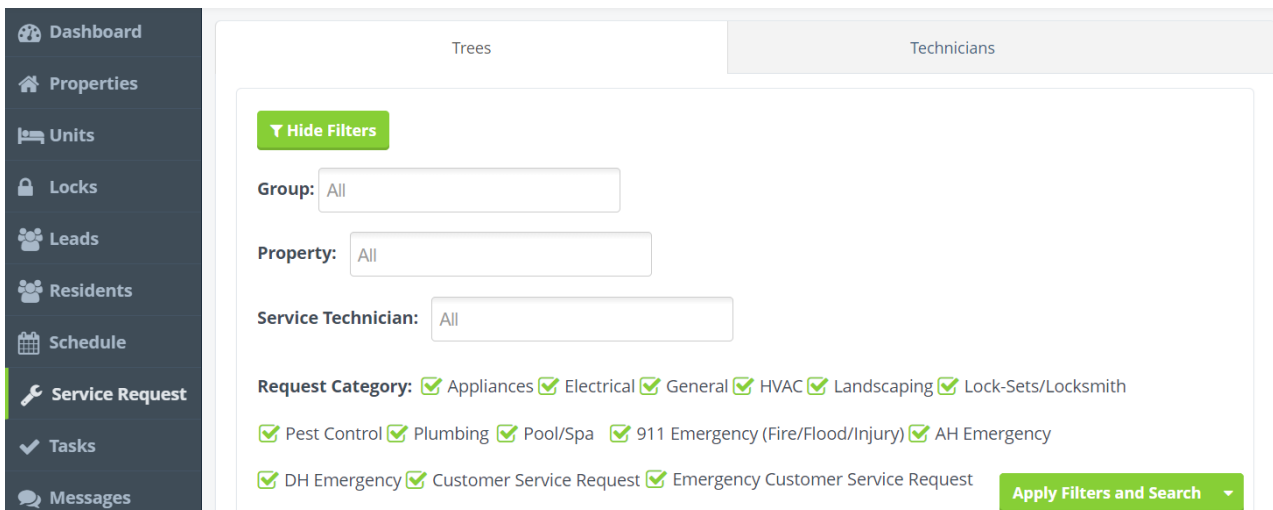 Dashboard
Properties
Units
Locks
Leads
Residents
Schedule
Service Request
Tasks
Messages
Trees
Technicians
Hide Filters
Group: All
Property: All
Service Technician: All
Request Category: Appliances Electrical General HVAC Landscaping Lock-Sets/Locksmith
Pest Control Plumbing Pool/Spa 911 Emergency (Fire/Flood/Injury) AH Emergency
DH Emergency Customer Service Request Emergency Customer Service Request
Apply Filters and Search